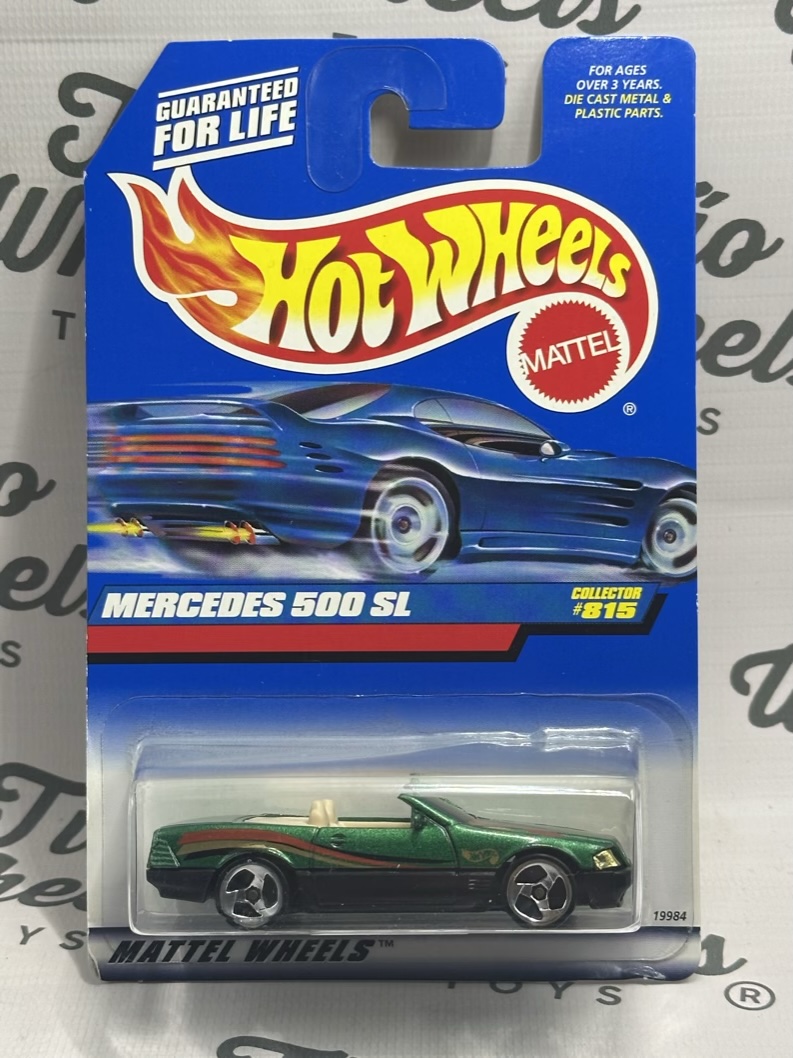 GUARANTEED
FOR LIFE
FOR AGES
OVER 3 YEARS.
DIE CAST METAL &
PLASTIC PARTS.
HOT WHEELS
MATTEL
®
MERCEDES 500 SL
COLLECTOR
#815
19984
MATTEL WHEELS™
TOYS
®